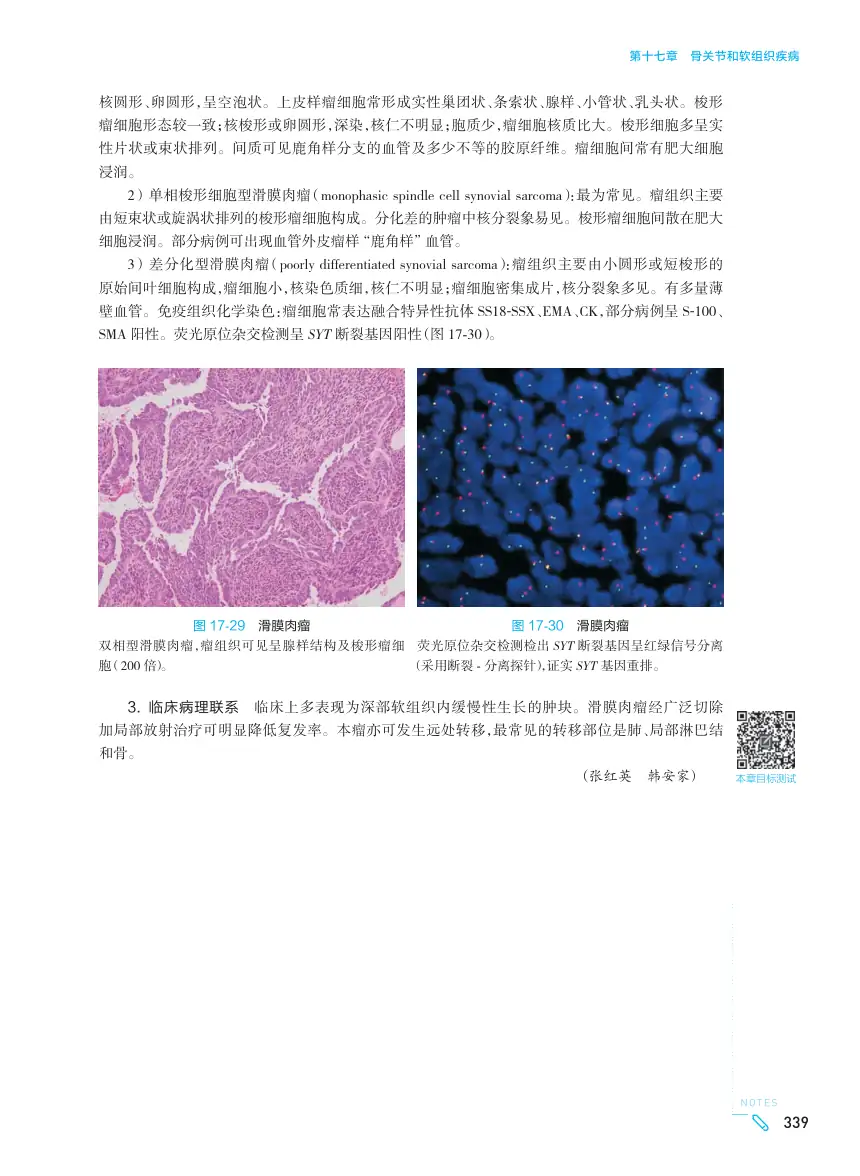 第十七章　骨关节和软组织疾病
核圆形、卵圆形，呈空泡状。上皮样瘤细胞常形成实性巢团状、条索状、腺样、小管状、乳头状。梭形
瘤细胞形态较一致；核梭形或卵圆形，深染，核仁不明显；胞质少，瘤细胞核质比大。梭形细胞多呈实
性片状或束状排列。间质可见鹿角样分支的血管及多少不等的胶原纤维。瘤细胞间常有肥大细胞
浸润。
2）单相梭形细胞型滑膜肉瘤（monophasic spindle cell synovial sarcoma）：最为常见。瘤组织主要
由短束状或旋涡状排列的梭形瘤细胞构成。分化差的肿瘤中核分裂象易见。梭形瘤细胞间散在肥大
细胞浸润。部分病例可出现血管外皮瘤样“鹿角样”血管。
3）差分化型滑膜肉瘤（poorly differentiated synovial sarcoma）：瘤组织主要由小圆形或短梭形的
原始间叶细胞构成，瘤细胞小，核染色质细，核仁不明显；瘤细胞密集成片，核分裂象多见。有多量薄
壁血管。免疫组织化学染色：瘤细胞常表达融合特异性抗体 SS18-SSX、EMA、CK，部分病例呈 S-100、
SMA 阳性。荧光原位杂交检测呈 SYT 断裂基因阳性（图 17-30）。
图 17-29　滑膜肉瘤
双相型滑膜肉瘤，瘤组织可见呈腺样结构及梭形瘤细
胞（200 倍）。
图 17-30　滑膜肉瘤
荧光原位杂交检测检出 SYT 断裂基因呈红绿信号分离
（采用断裂 - 分离探针），证实 SYT 基因重排。
3. 临床病理联系　临床上多表现为深部软组织内缓慢性生长的肿块。滑膜肉瘤经广泛切除
加局部放射治疗可明显降低复发率。本瘤亦可发生远处转移，最常见的转移部位是肺、局部淋巴结
和骨。
（张红英　韩安家）
本章目标测试
NOTES
339